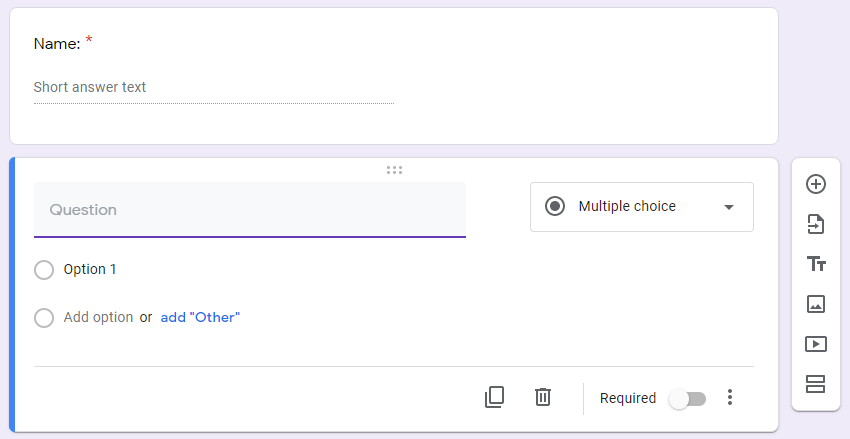 Name: *
Short answer text
Question
Multiple choice
Option 1
Add option or add "Other"
Required